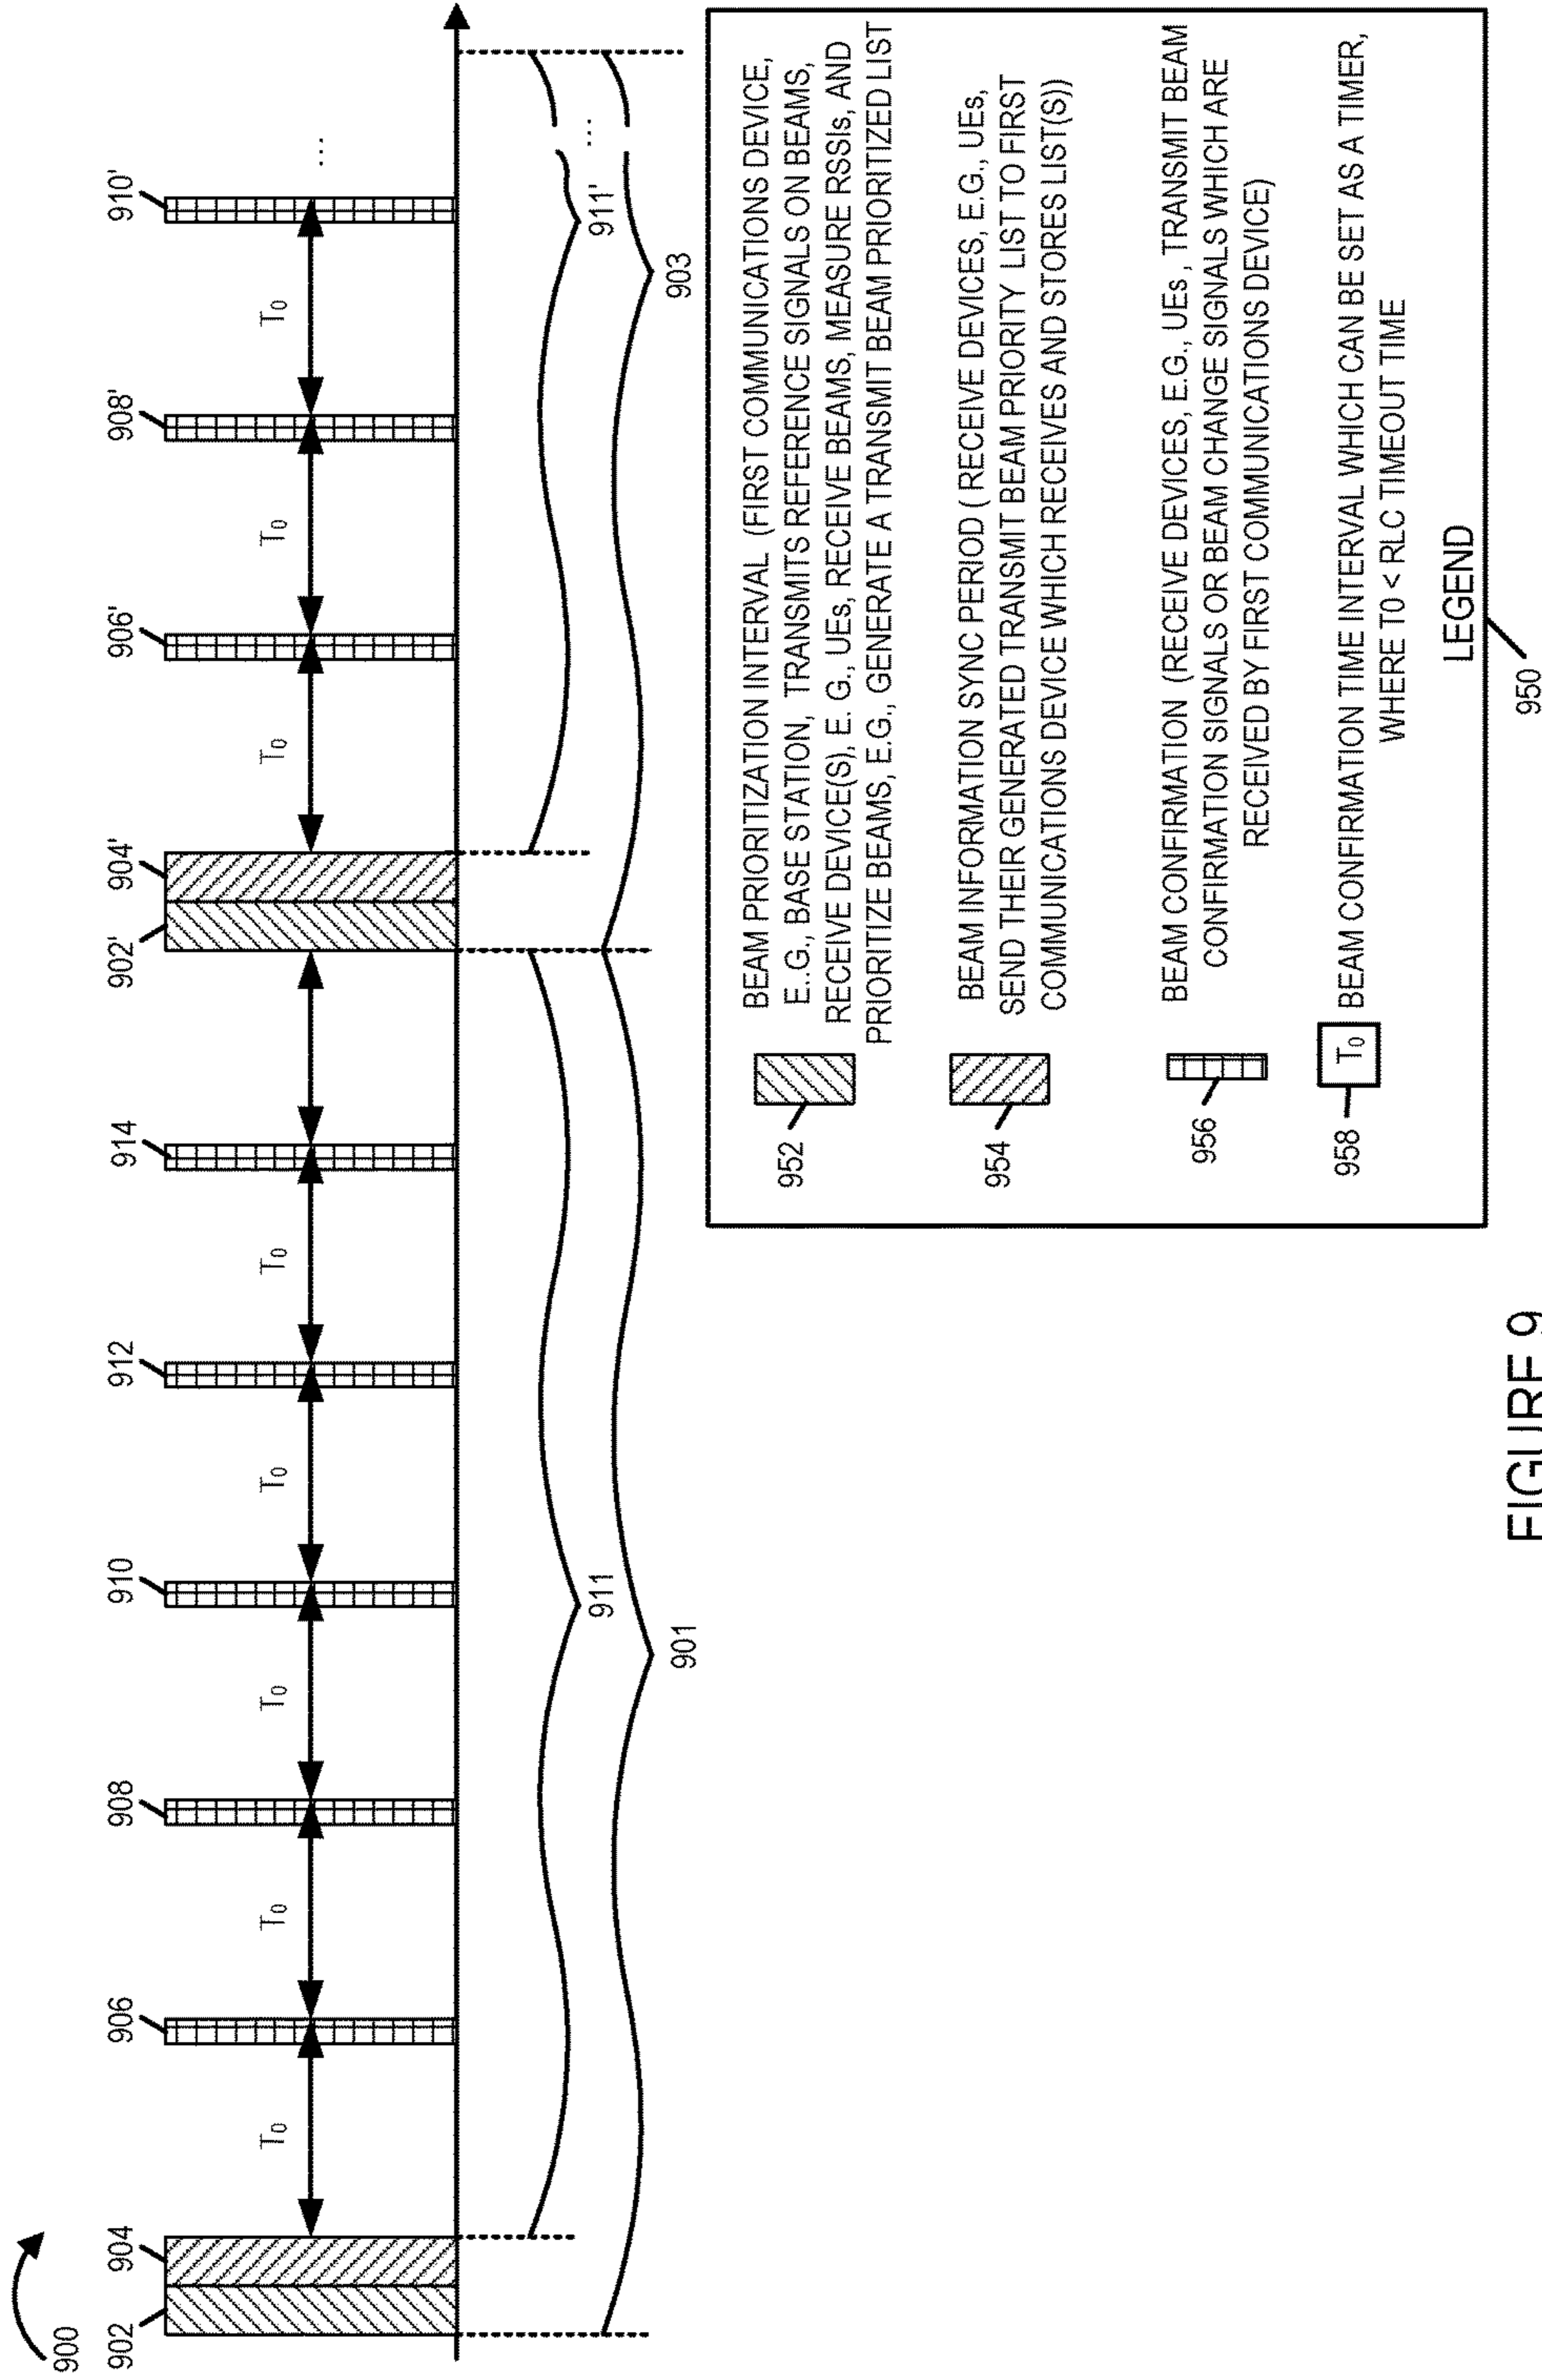 900
902
904
906
908
910
912
914
902'
904'
906'
908'
910'
T0
T0
T0
T0
T0
T0
T0
T0
T0
...
911
911'
...
901
903
952
BEAM PRIORITIZATION INTERVAL (FIRST COMMUNICATIONS DEVICE,
E..G., BASE STATION, TRANSMITS REFERENCE SIGNALS ON BEAMS,
RECEIVE DEVICE(S), E. G., UEs, RECEIVE BEAMS, MEASURE RSSIs, AND
PRIORITIZE BEAMS, E.G., GENERATE A TRANSMIT BEAM PRIORITIZED LIST
954
BEAM INFORMATION SYNC PERIOD ( RECEIVE DEVICES, E.G., UEs,
SEND THEIR GENERATED TRANSMIT BEAM PRIORITY LIST TO FIRST
COMMUNICATIONS DEVICE WHICH RECEIVES AND STORES LIST(S))
956
BEAM CONFIRMATION (RECEIVE DEVICES, E.G., UEs , TRANSMIT BEAM
CONFIRMATION SIGNALS OR BEAM CHANGE SIGNALS WHICH ARE
RECEIVED BY FIRST COMMUNICATIONS DEVICE)
958
T0
BEAM CONFIRMATION TIME INTERVAL WHICH CAN BE SET AS A TIMER,
WHERE T0 < RLC TIMEOUT TIME
LEGEND
950
FIGURE 9